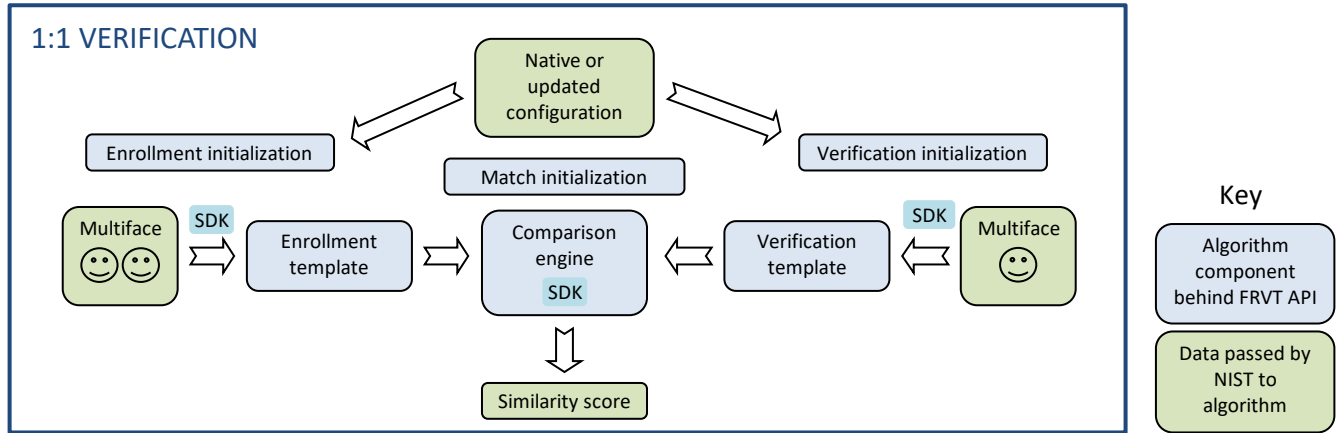 1:1 VERIFICATION
Native or
updated
configuration
Enrollment initialization
Verification initialization
Match initialization
Multiface
SDK
Enrollment
template
Comparison
engine
SDK
Verification
template
SDK
Multiface
Similarity score
Key
Algorithm
component
behind FRVT API
Data passed by
NIST to
algorithm